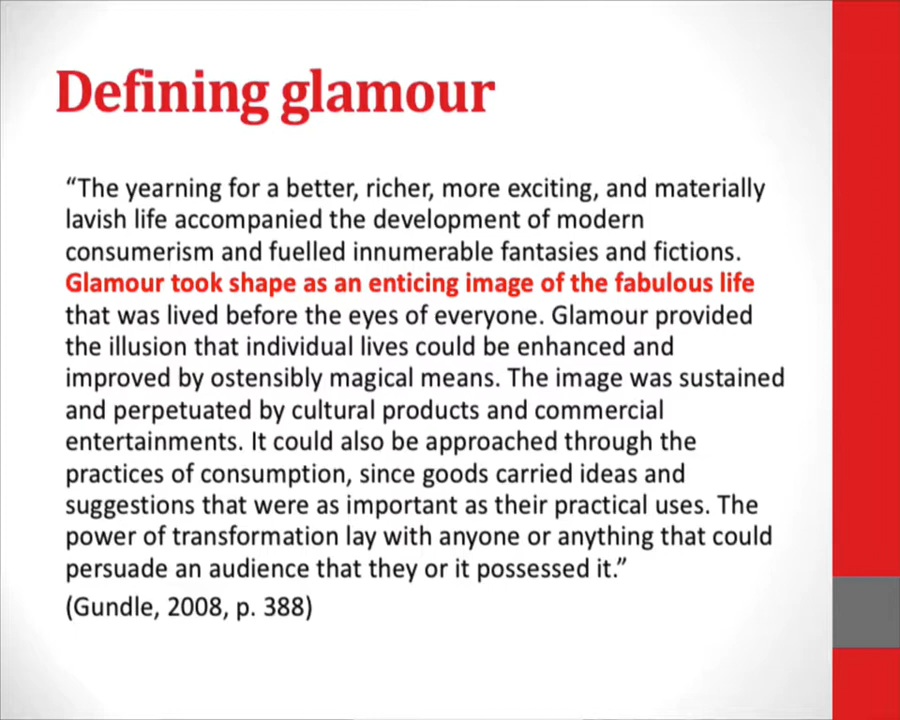 Defining glamour
“The yearning for a better, richer, more exciting, and materially
lavish life accompanied the development of modern
consumerism and fuelled innumerable fantasies and fictions.
Glamour took shape as an enticing image of the fabulous life
that was lived before the eyes of everyone. Glamour provided
the illusion that individual lives could be enhanced and
improved by ostensibly magical means. The image was sustained
and perpetuated by cultural products and commercial
entertainments. It could also be approached through the
practices of consumption, since goods carried ideas and
suggestions that were as important as their practical uses. The
power of transformation lay with anyone or anything that could
persuade an audience that they or it possessed it.”
(Gundle, 2008, p. 388)